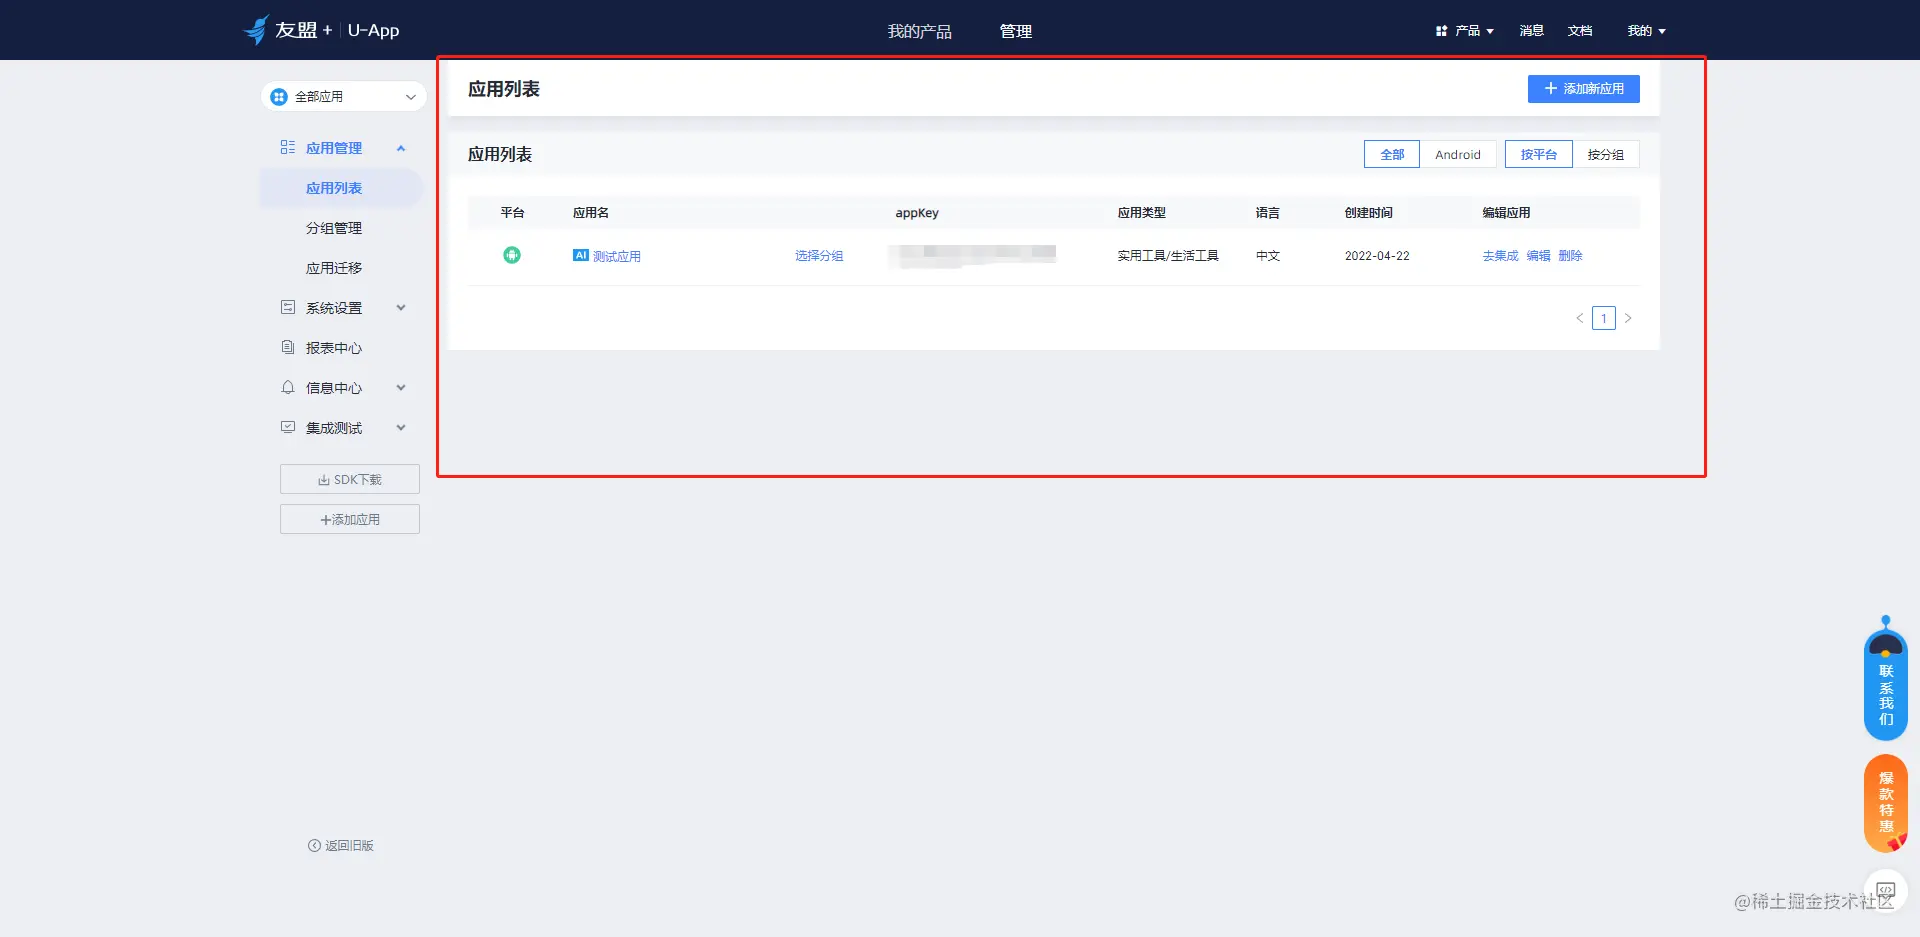 友盟+ U-App 我的产品 管理 产品 消息 文档 我的
全部应用
应用管理
应用列表
分组管理
应用迁移
系统设置
报表中心
信息中心
集成测试
SDK下载
+添加应用
返回旧版
应用列表 + 添加新应用
应用列表 全部 Android 按平台 按分组
平台 应用名 appKey 应用类型 语言 创建时间 编辑应用
AI 测试应用 选择分组 实用工具/生活工具 中文 2022-04-22 去集成 编辑 删除
< 1 >
联系我们
爆款特惠
@稀土掘金技术社区